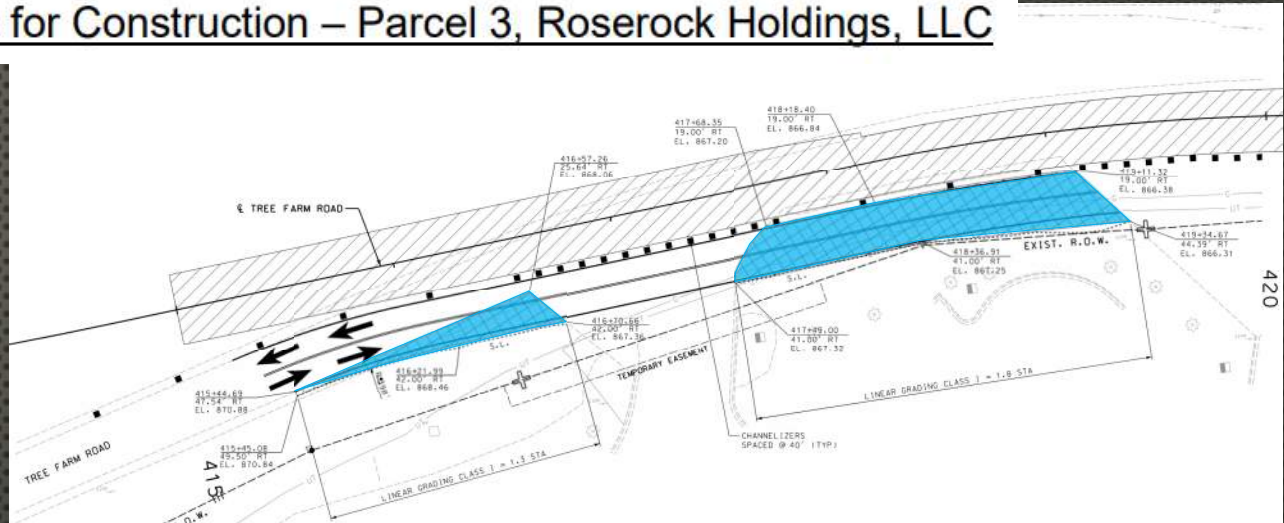 for Construction – Parcel 3, Roserock Holdings, LLC
418+18.40
19.00' RT
EL. 866.84
417+68.35
19.00' RT
EL. 867.20
416+57.26
25.64' RT
EL. 868.06
419+11.32
19.00' RT
EL. 866.38
℄ TREE FARM ROAD
419+34.67
44.39' RT
EL. 866.31
EXIST. R.O.W.
418+36.91
41.00' RT
EL. 867.25
S.L.
420
416+70.66
42.00' RT
EL. 867.36
417+49.00
41.00' RT
EL. 867.32
S.L.
416+21.99
42.00' RT
EL. 868.46
TEMPORARY EASEMENT
415+44.69
47.54' RT
EL. 870.88
LINEAR GRADING CLASS I = 1.8 STA
CHANNELIZERS
SPACED @ 40' (TYP)
415+45.08
49.50' RT
EL. 870.84
TREE FARM ROAD
415
LINEAR GRADING CLASS I = 1.3 STA
O.W.